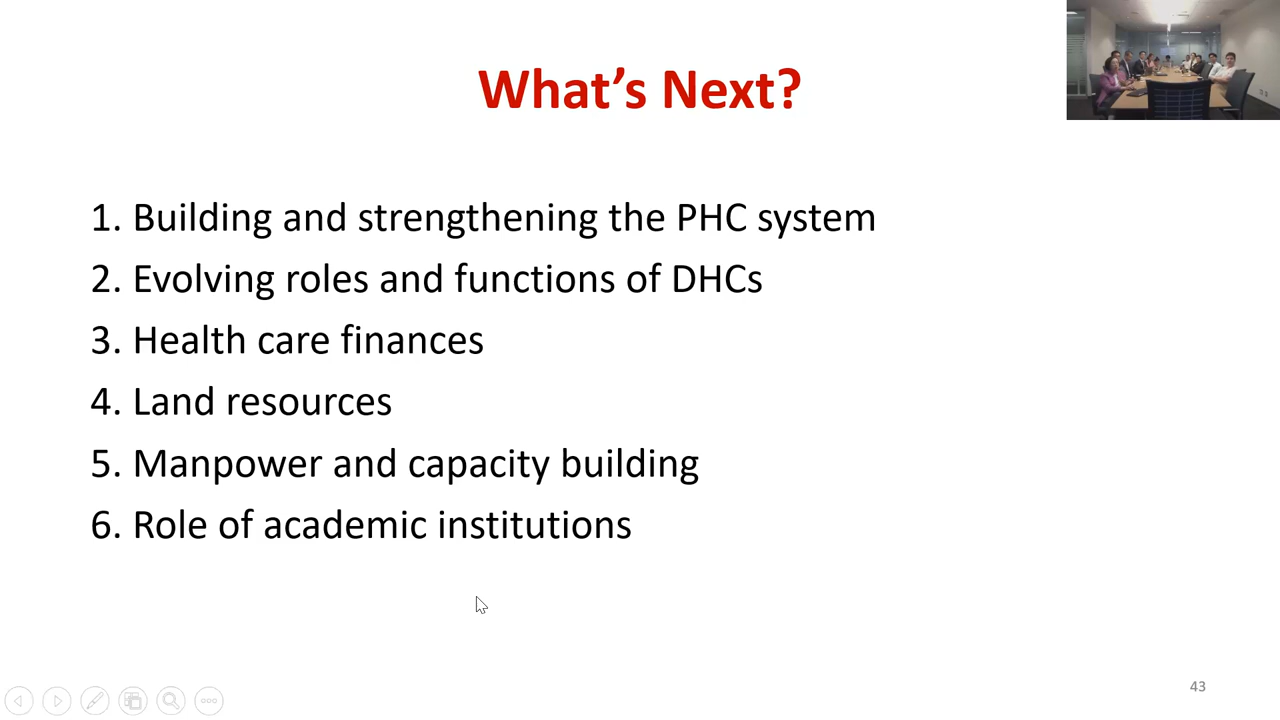 What's Next?
1. Building and strengthening the PHC system
2. Evolving roles and functions of DHCs
3. Health care finances
4. Land resources
5. Manpower and capacity building
6. Role of academic institutions
43